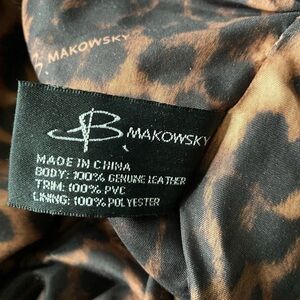 B. MAKOWSKY
B. MAKOWSKY
MADE IN CHINA
BODY: 100% GENUINE LEATHER
TRIM: 100% PVC
LINING: 100% POLYESTER